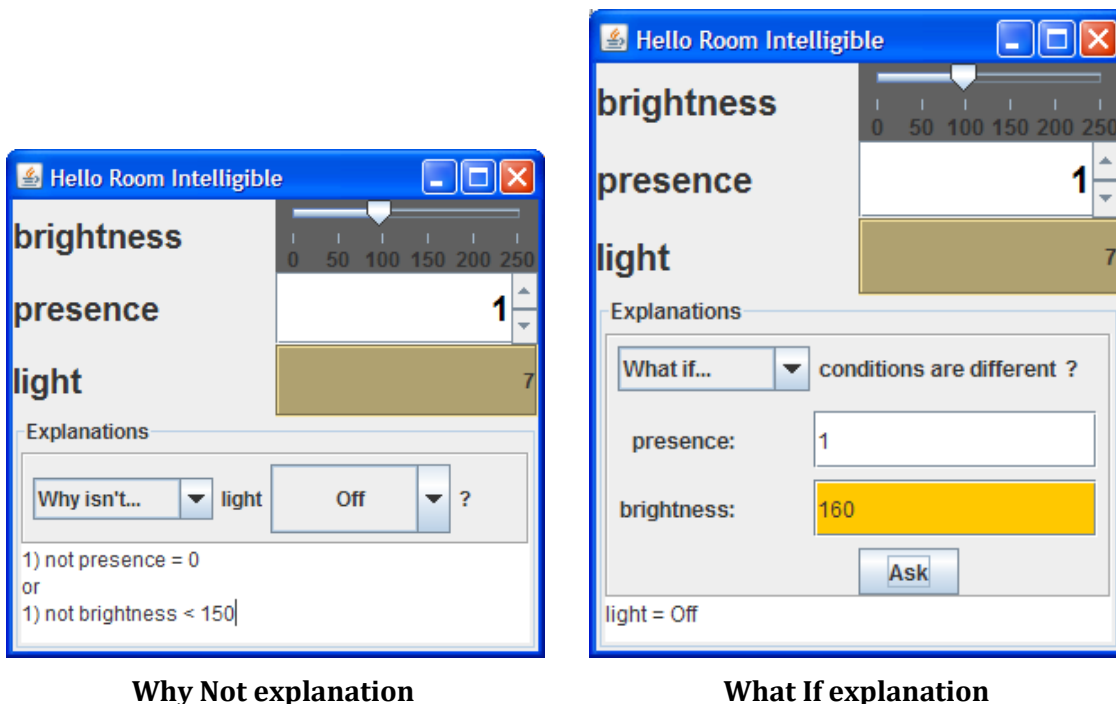 Hello Room Intelligible
brightness
0 50 100 150 200 250
presence
1
light
7
Explanations
Why isn't... light Off ?
1) not presence = 0
or
1) not brightness < 150
Why Not explanation
Hello Room Intelligible
brightness
0 50 100 150 200 250
presence
1
light
7
Explanations
What if... conditions are different ?
presence: 1
brightness: 160
Ask
light = Off
What If explanation